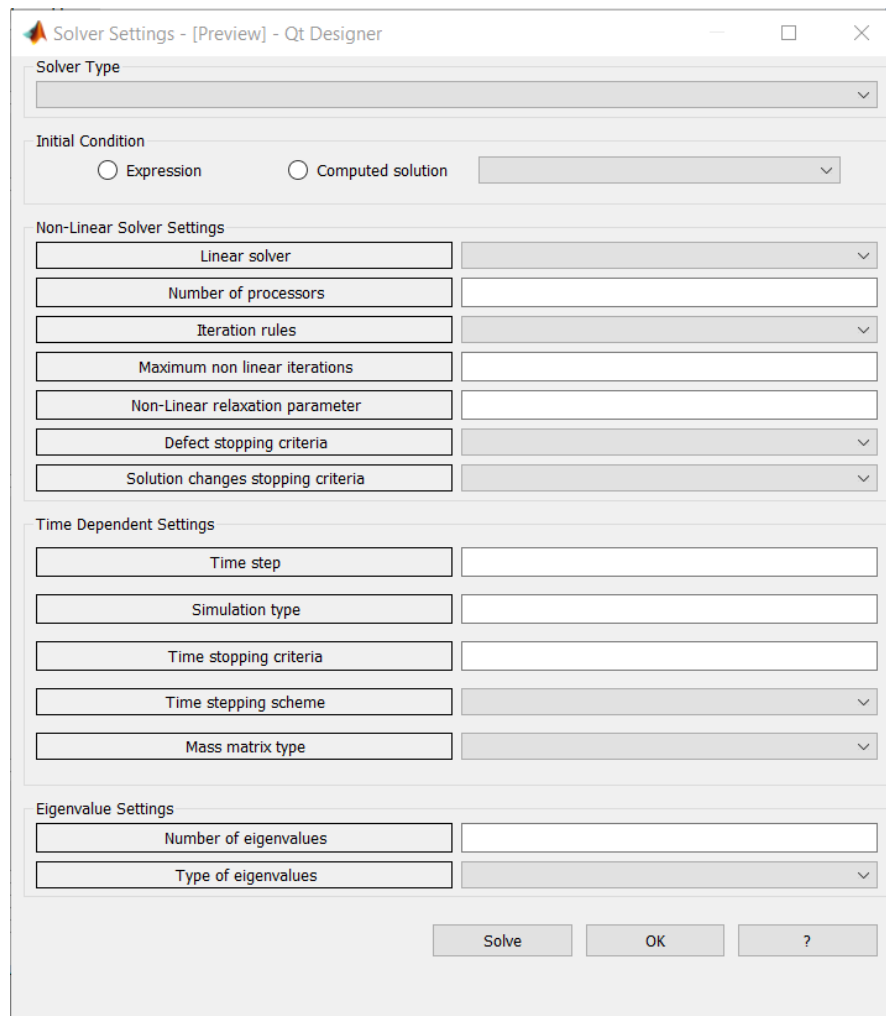 Solver Settings - [Preview] - Qt Designer
Solver Type
Initial Condition
Expression
Computed solution
Non-Linear Solver Settings
Linear solver
Number of processors
Iteration rules
Maximum non linear iterations
Non-Linear relaxation parameter
Defect stopping criteria
Solution changes stopping criteria
Time Dependent Settings
Time step
Simulation type
Time stopping criteria
Time stepping scheme
Mass matrix type
Eigenvalue Settings
Number of eigenvalues
Type of eigenvalues
Solve
OK
?